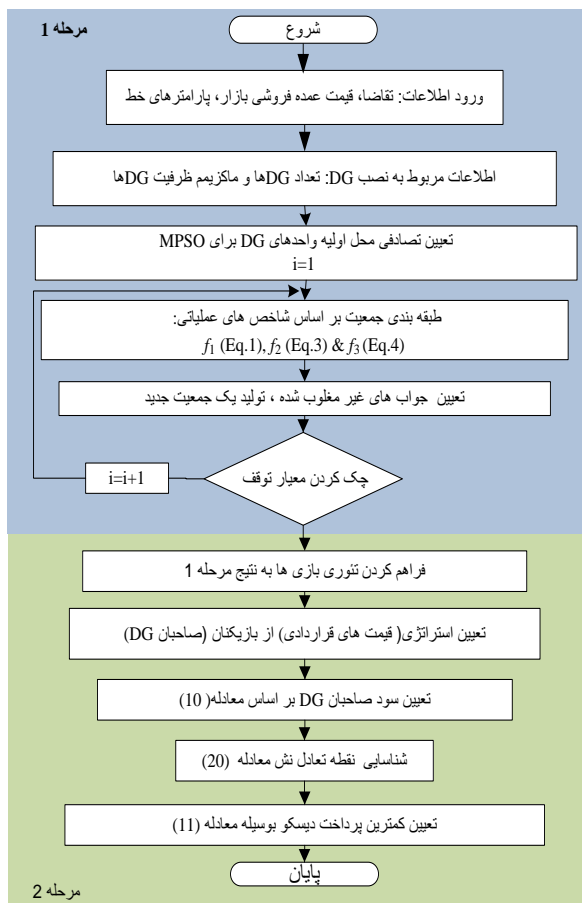 مرحله 1
شروع
ورود اطلاعات: تقاضا، قیمت عمده فروشی بازار، پارامترهای خط
اطلاعات مربوط به نصب DG: تعداد DGها و ماکزیمم ظرفیت DGها
تعیین تصادفی محل اولیه واحدهای DG برای MPSO
i=1
طبقه بندی جمعیت بر اساس شاخص های عملیاتی:
f₁ (Eq.1), f₂ (Eq.3) & f₃ (Eq.4)
تعیین جواب های غیر مغلوب شده ، تولید یک جمعیت جدید
چک کردن معیار توقف
i=i+1
فراهم کردن تئوری بازی ها به نتیج مرحله 1
تعیین استراتژی( قیمت های قراردادی) از بازیکنان (صاحبان DG)
تعیین سود صاحبان DG بر اساس معادله( 10)
شناسایی نقطه تعادل نش معادله (20)
تعیین کمترین پرداخت دیسکو بوسیله معادله (11)
پایان
مرحله 2